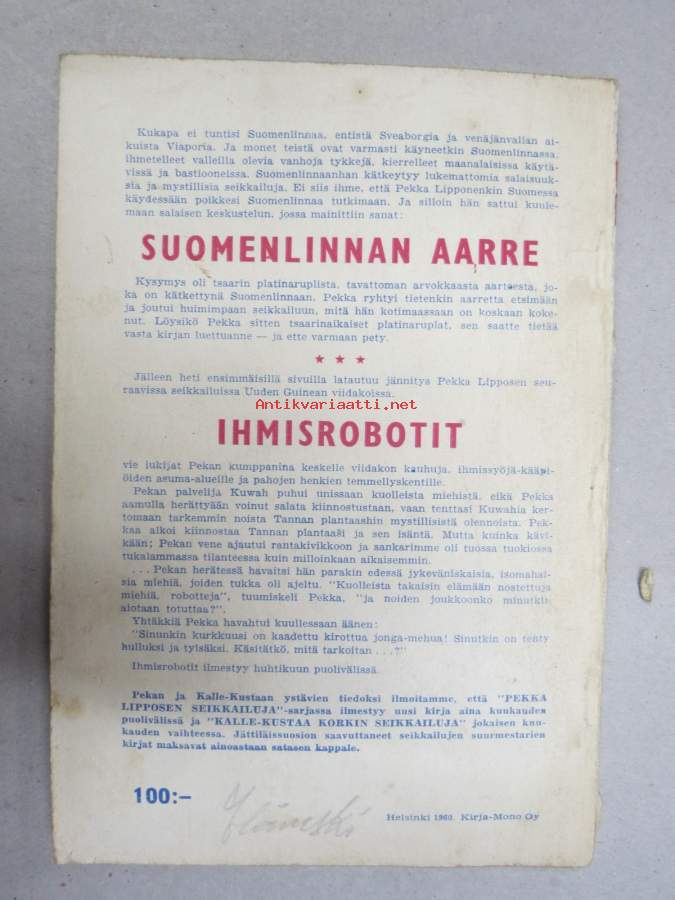 Kukapa ei tuntisi Suomenlinnaa, entistä Sveaborgia ja venäjänvallan ai-
kuista Viaporia. Ja monet teistä ovat varmasti käyneetkin Suomenlinnassa,
ihmetelleet valleilla olevia vanhoja tykkejä, kierrelleet maanalaisissa käytä-
vissä ja bastioneissa. Suomenlinnaanhan kätkeytyy lukemattomia salaisuuk-
sia ja mystillisiä seikkailuja. Ei siis ihme, että Pekka Lipponenkin Suomessa
käydessään poikkesi Suomenlinnaa tutkimaan. Ja silloin hän sattui kuule-
maan salaisen keskustelun, jossa mainittiin sanat:
SUOMENLINNAN AARRE
Kysymys oli tsaarin platinaruplista, tavattoman arvokkaasta aarteesta, jo-
ka on kätkettynä Suomenlinnaan. Pekka ryhtyi tietenkin aarretta etsimään
ja joutui huimimpaan seikkailuun, mitä hän kotimaassaan on koskaan koke-
nut. Löysikö Pekka sitten tsaarinaikaiset platinaruplat, sen saatte tietää
vasta kirjan luettuanne — ja ette varmaan pety.
★ ★ ★
Jälleen heti ensimmäisillä sivuilla latautuu jännitys Pekka Lipposen seu-
raavissa seikkailuissa Uuden Guinean viidakoissa.
Antikvariaatti.net
IHMISROBOTIT
vie lukijat Pekan kumppanina keskelle viidakon kauhuja, ihmissyöjä-kääpi-
öiden asuma-alueille ja pahojen henkien temmellyskentille.
Pekan palvelija Kuwah puhui unissaan kuolleista miehistä, eikä Pekka
aamulla herättyään voinut salata kiinnostustaan, vaan tenttasi Kuwahia ker-
tomaan tarkemmin noista Tannan plantaashin mystillisistä olennoista. Pek-
kaa alkoi kiinnostaa Tannan plantaaši ja sen isäntä. Mutta kuinka kävi-
kään; Pekan vene ajautui rantakivikkoon ja sankarimme oli tuossa tuokiossa
tukalammassa tilanteessa kuin milloinkaan aikaisemmin.
. . . Pekan herätessä havaitsi hän parakin edessä jykeväniskaisia, isomahai-
sia miehiä, joiden tukka oli ajeltu. "Kuolleista takaisin elämään nostettuja
miehiä, robotteja", tuumiskeli Pekka, "ja noiden joukkoonko minutkin
aiotaan totuttaa?".
Yhtäkkiä Pekka havahtui kuullessaan äänen:
"Sinunkin kurkkuusi on kaadettu kirottua jonga-mehua! Sinutkin on tehty
hulluksi ja tylsäksi. Käsitätkö, mitä tarkoitan . . .?"
Ihmisrobotit ilmestyy huhtikuun puolivälissä.
Pekan ja Kalle-Kustaan ystävien tiedoksi ilmoitamme, että "PEKKA
LIPPOSEN SEIKKAILUJA"-sarjassa ilmestyy uusi kirja aina kuukauden
puolivälissä ja "KALLE-KUSTAA KORKIN SEIKKAILUJA" jokaisen kuu-
kauden vaihteessa. Jättiläissuosion saavuttaneet seikkailujen suurmestarien
kirjat maksavat ainoastaan satasen kappale.
100:–
Helsinki 1960. Kirja-Mono Oy